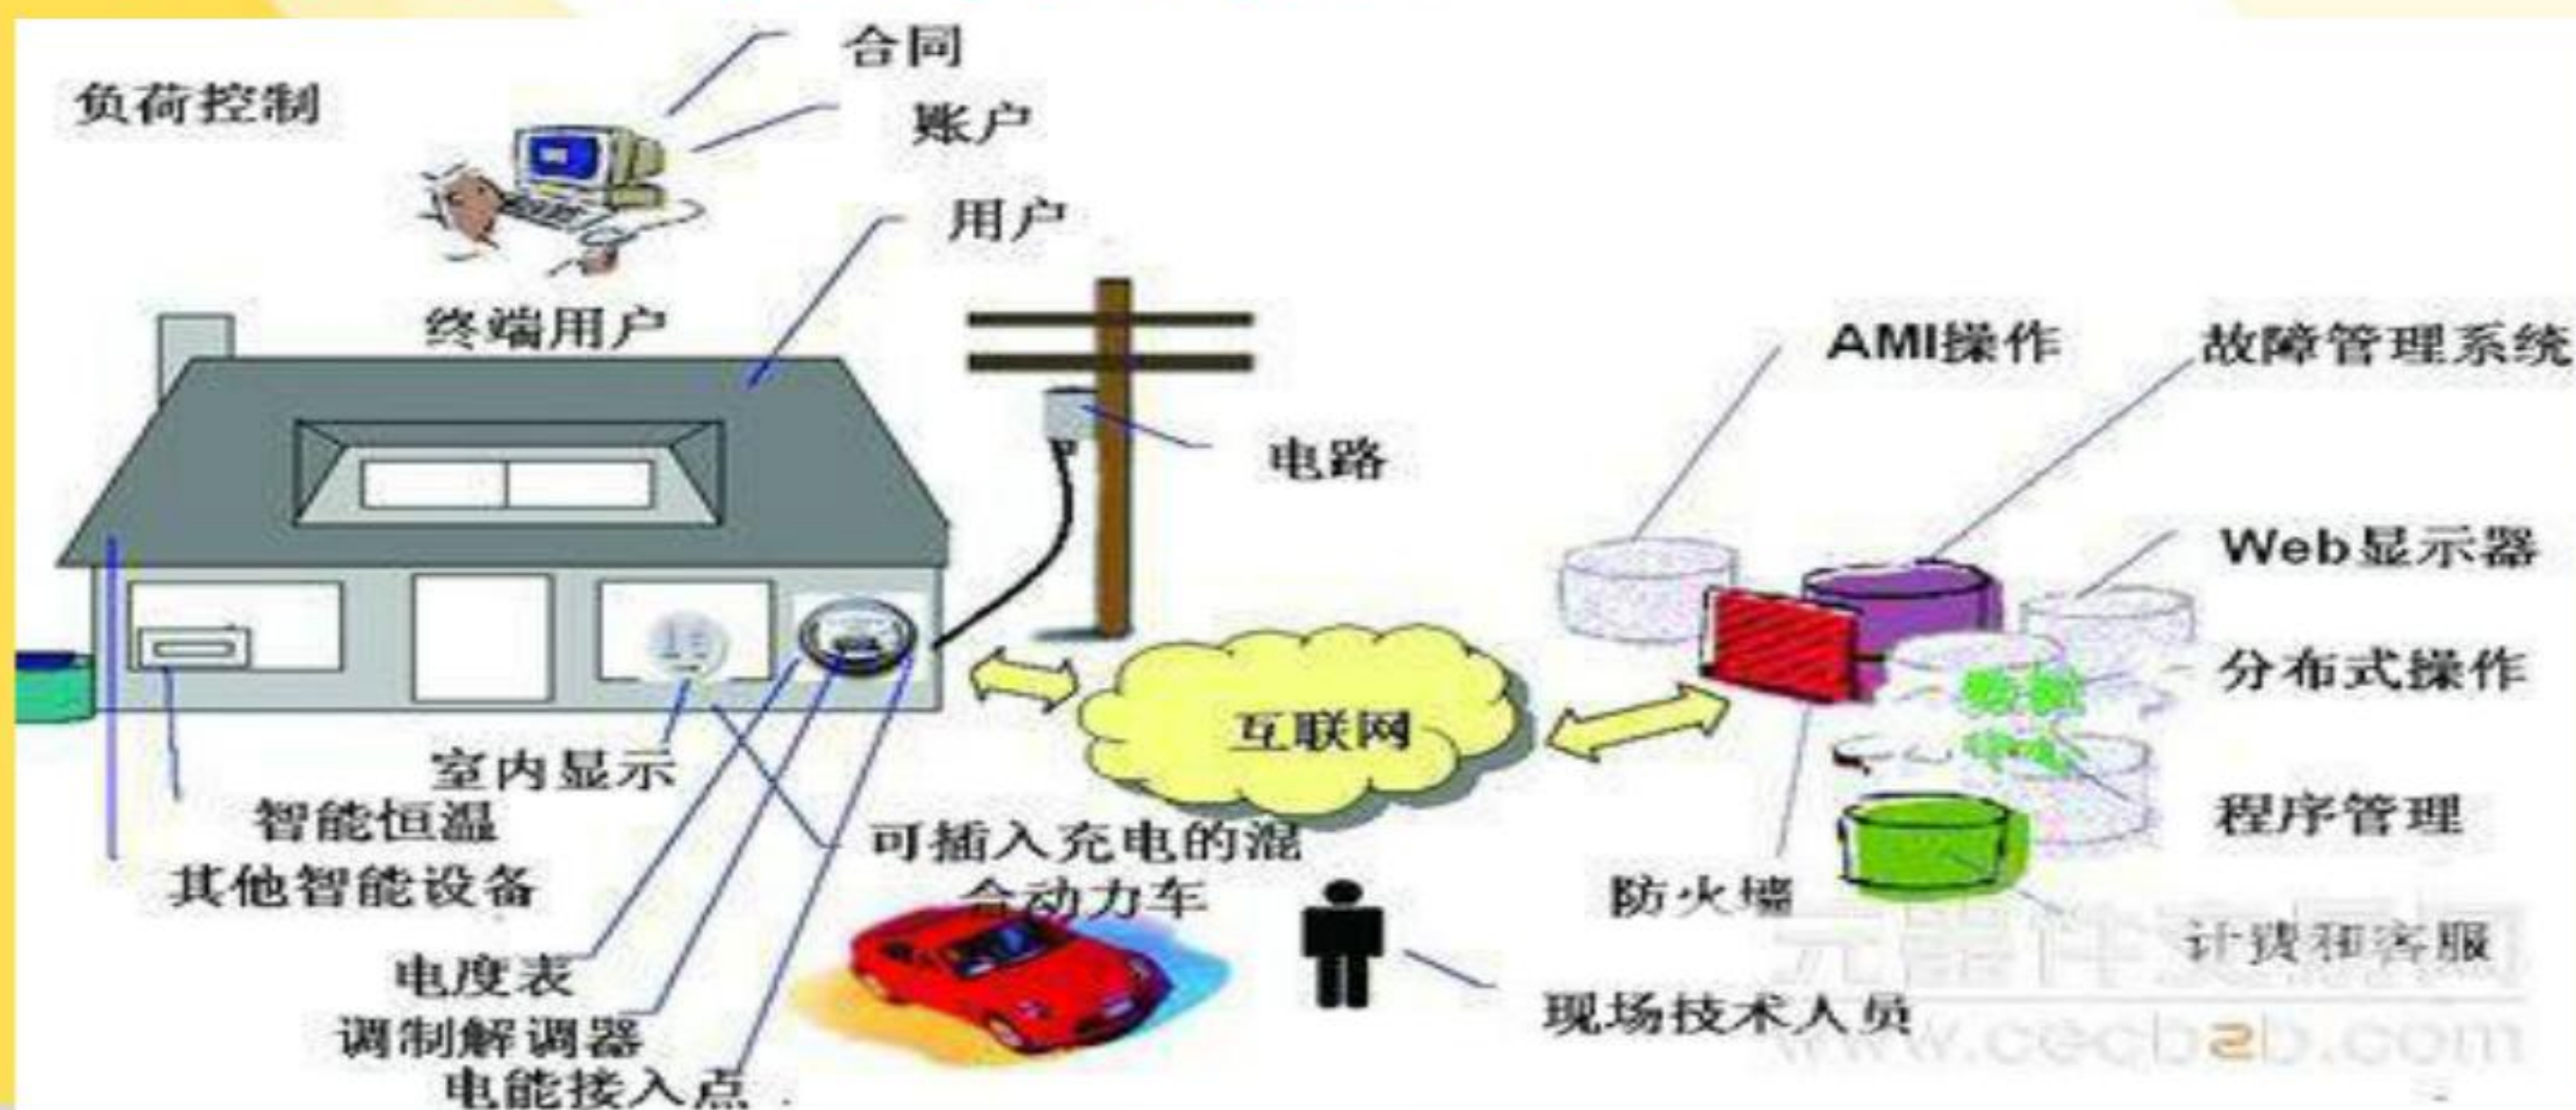 合同
负荷控制
账户
用户
终端用户
AMI操作
故障管理系统
电路
Web显示器
分布式操作
互联网
室内显示
智能恒温
程序管理
可插入充电的混
合动力车
其他智能设备
防火墙
计费和客服
电度表
现场技术人员
调制解调器
电能接入点
www.cecb2b.com